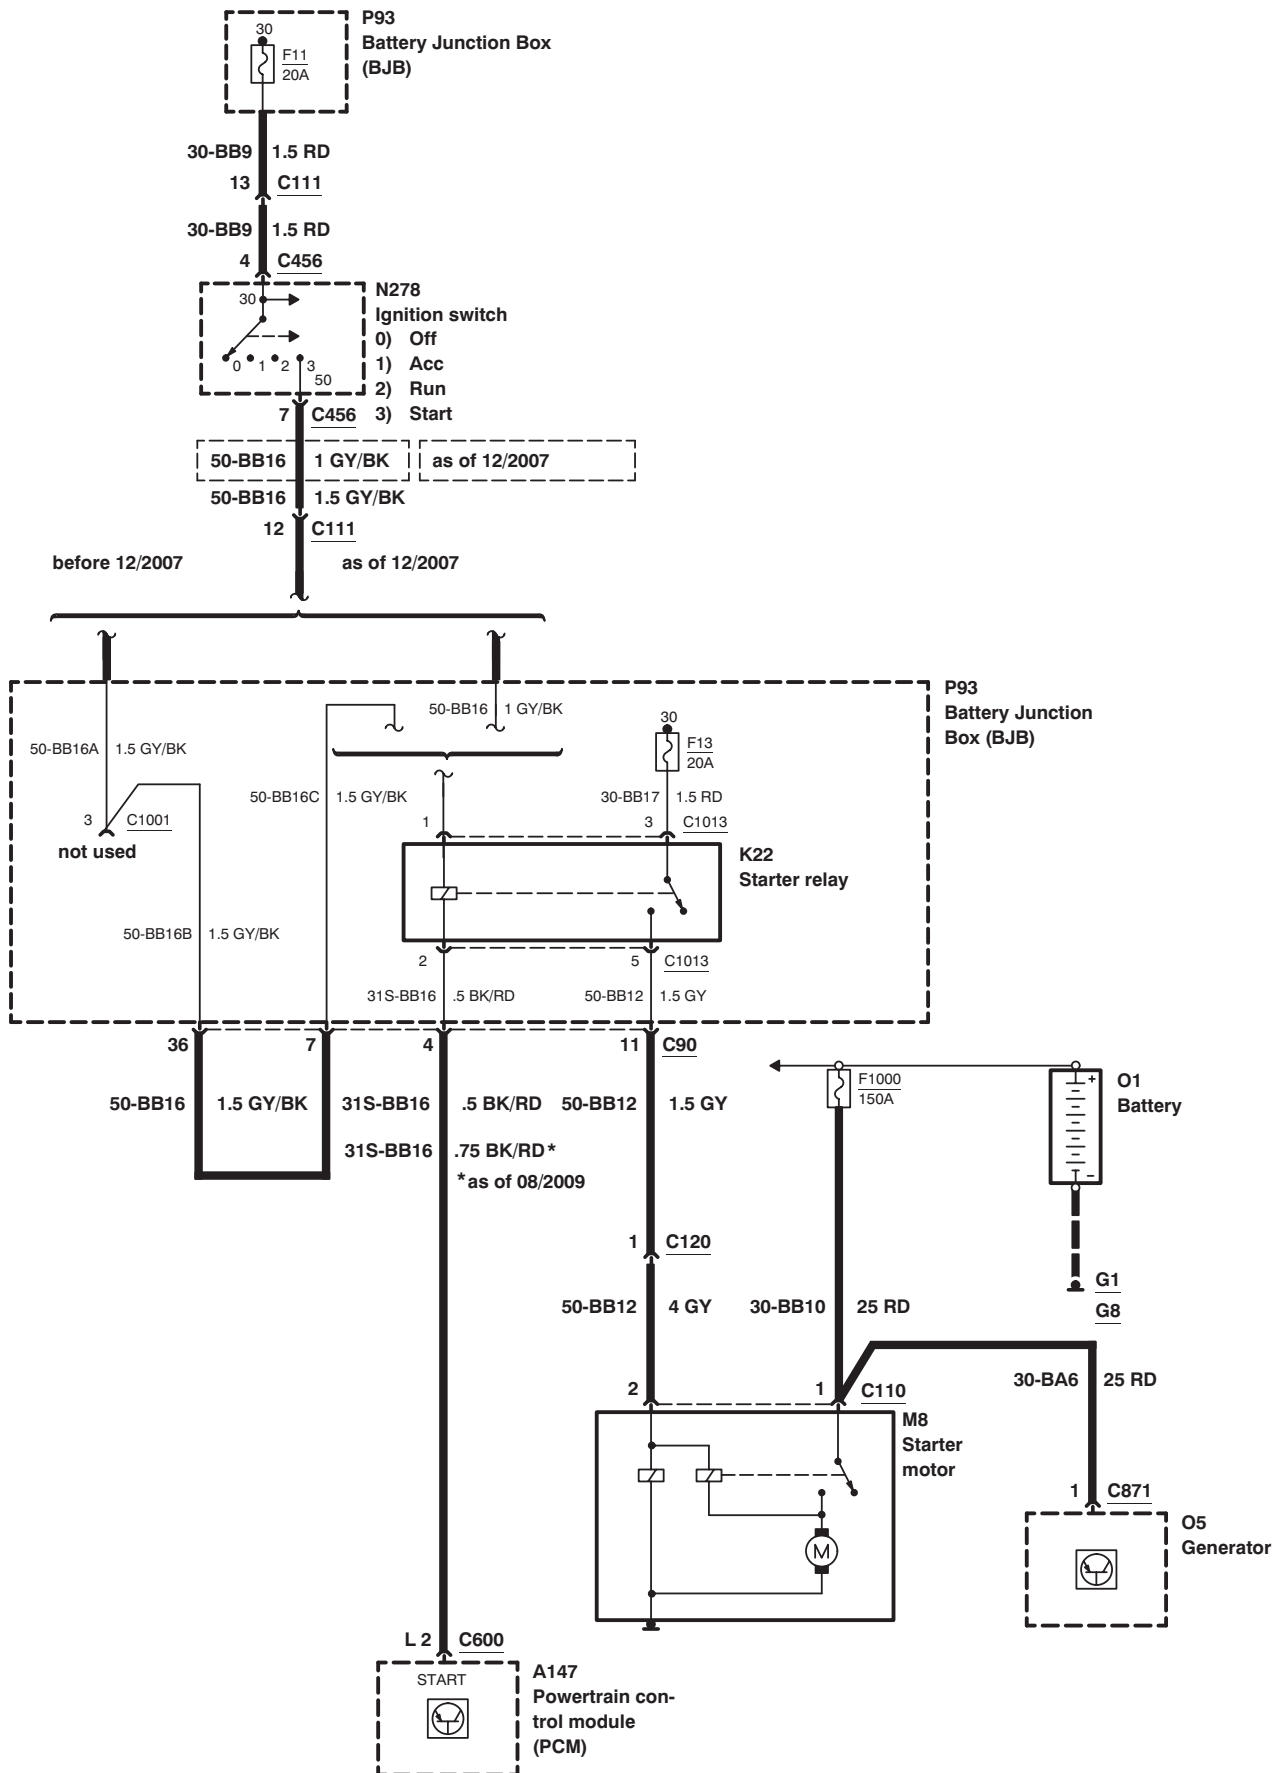 P93
Battery Junction Box
(BJB)
30
F11
20A
30-BB9 1.5 RD
13 C111
30-BB9 1.5 RD
4 C456
N278
Ignition switch
0) Off
1) Acc
2) Run
3) Start
30
0 1 2 3
50
7 C456
50-BB16 1 GY/BK as of 12/2007
50-BB16 1.5 GY/BK
12 C111
before 12/2007 as of 12/2007
P93
Battery Junction
Box (BJB)
50-BB16 1 GY/BK
30
F13
20A
50-BB16A 1.5 GY/BK
50-BB16C 1.5 GY/BK
30-BB17 1.5 RD
3 C1001
not used
1 3 C1013
K22
Starter relay
50-BB16B 1.5 GY/BK
2 5 C1013
31S-BB16 .5 BK/RD
50-BB12 1.5 GY
36 7 4 11 C90
50-BB16 1.5 GY/BK
31S-BB16 .5 BK/RD
50-BB12 1.5 GY
31S-BB16 .75 BK/RD*
*as of 08/2009
F1000
150A
+
-
O1
Battery
1 C120
50-BB12 4 GY
30-BB10 25 RD
G1
G8
30-BA6 25 RD
2 1 C110
M8
Starter
motor
M
1 C871
O5
Generator
L 2 C600
START
A147
Powertrain con-
trol module
(PCM)